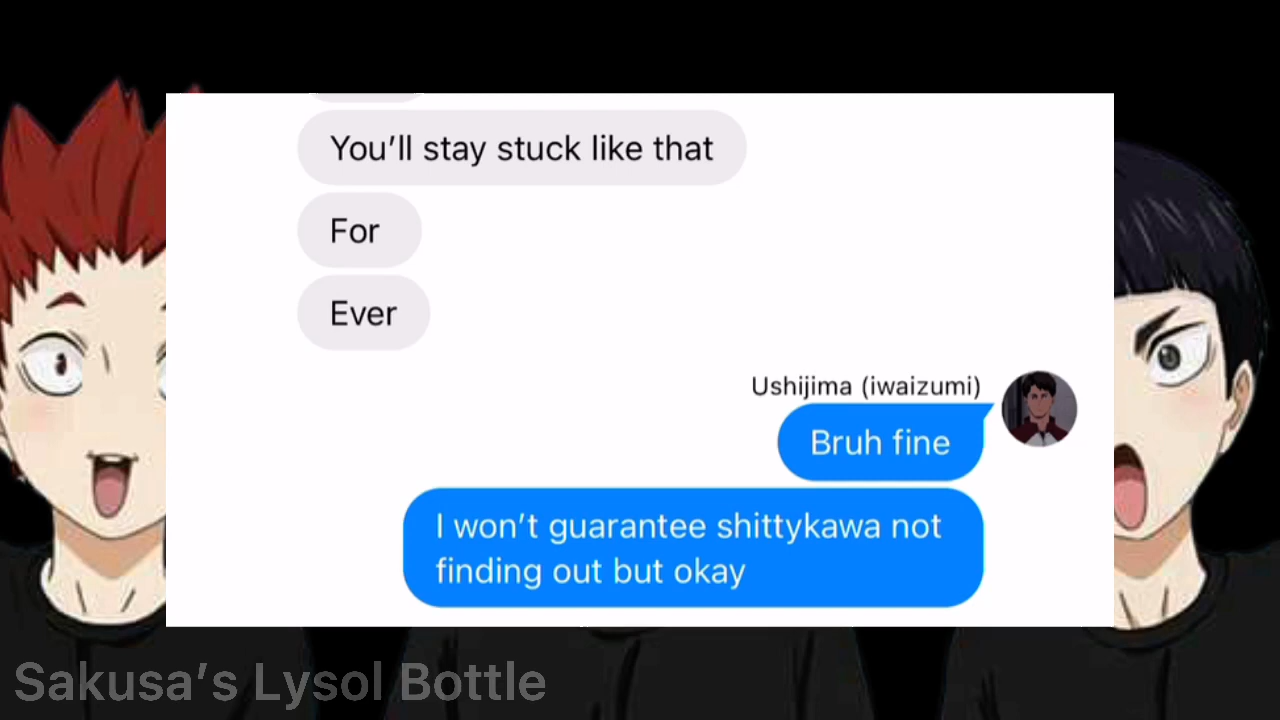 You’ll stay stuck like that
For
Ever
Ushijima (iwaizumi)
Bruh fine
I won’t guarantee shittykawa not
finding out but okay
Sakusa’s Lysol Bottle